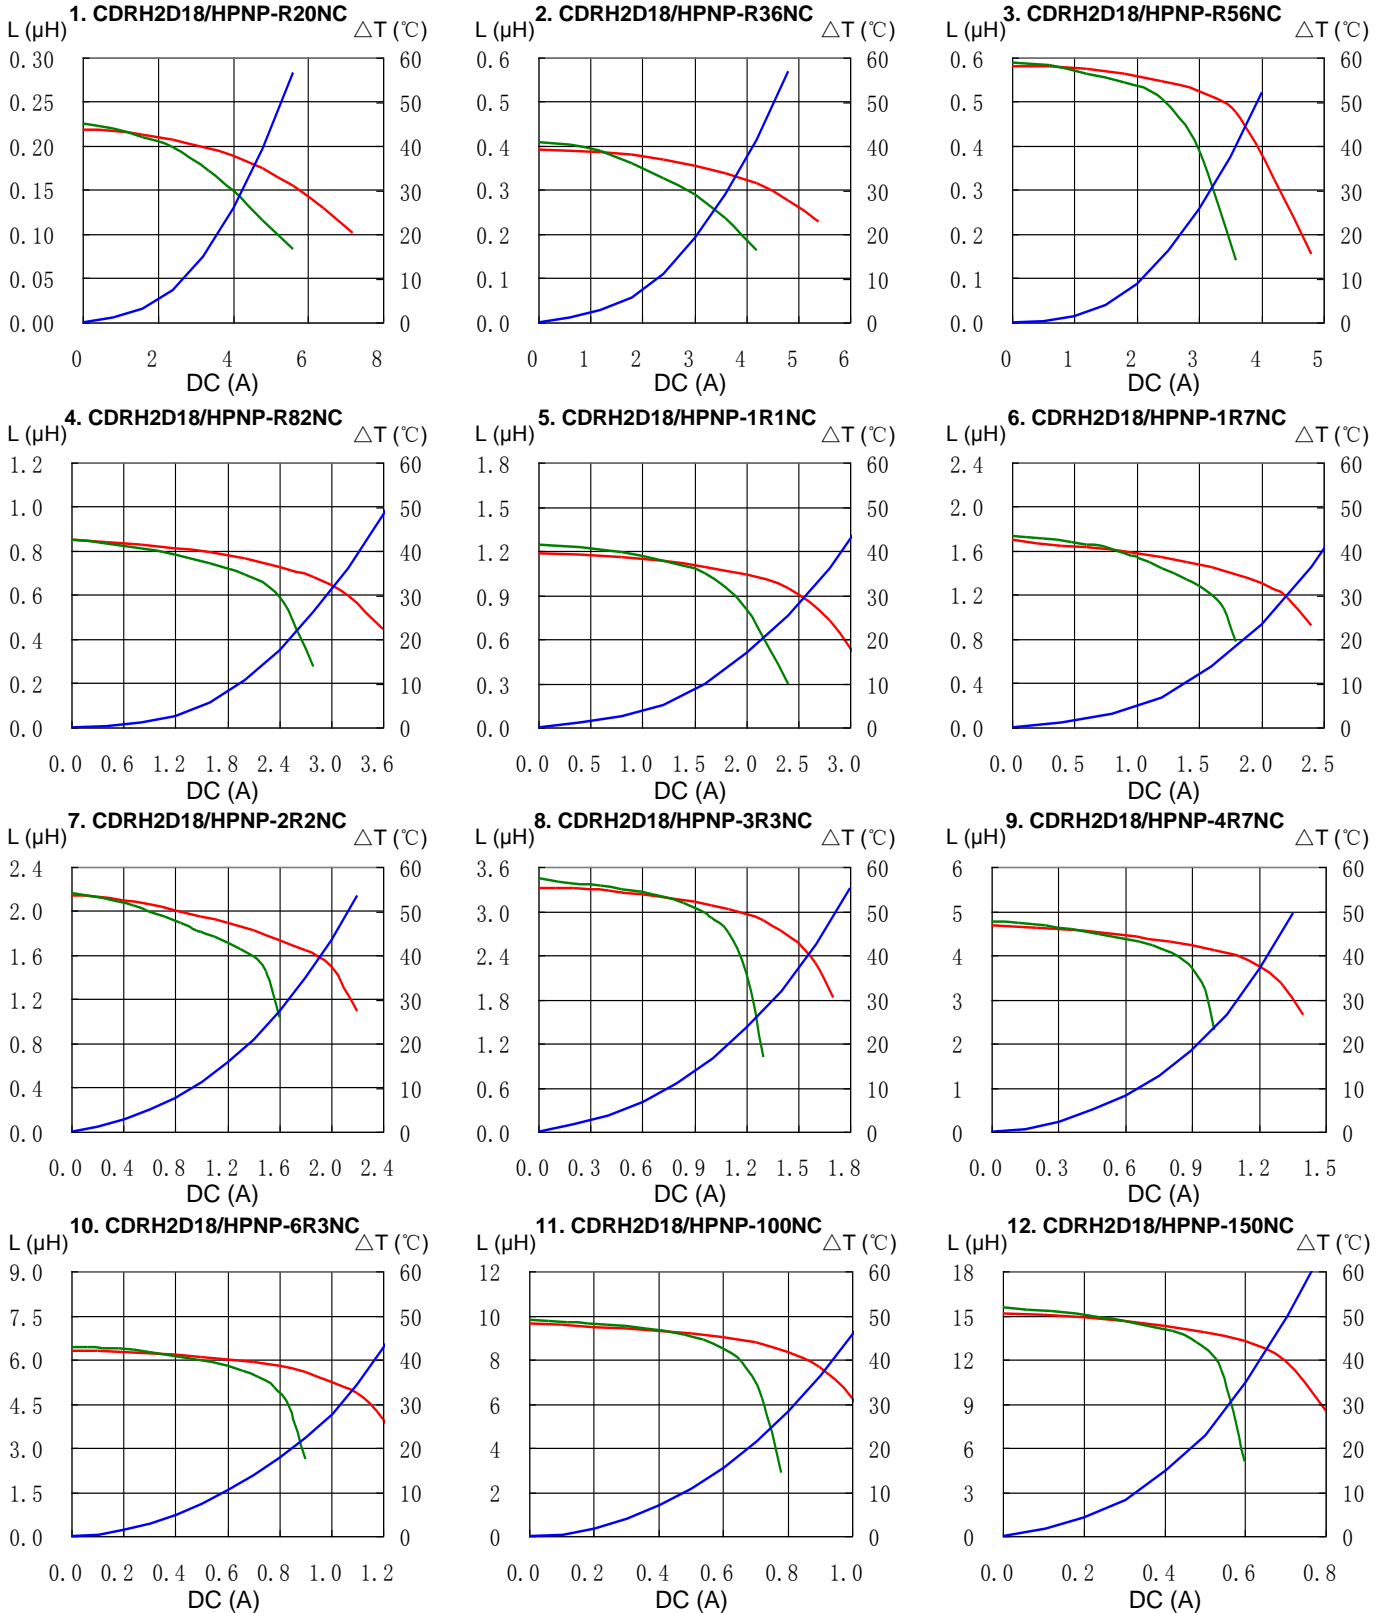 1. CDRH2D18/HPNP-R20NC
L (µH)
△T (℃)
0.30
0.25
0.20
0.15
0.10
0.05
0.00
60
50
40
30
20
10
0
0 2 4 6 8
DC (A)
2. CDRH2D18/HPNP-R36NC
L (µH)
△T (℃)
0.6
0.5
0.4
0.3
0.2
0.1
0.0
60
50
40
30
20
10
0
0 1 2 3 4 5 6
DC (A)
3. CDRH2D18/HPNP-R56NC
L (µH)
△T (℃)
0.6
0.5
0.4
0.3
0.2
0.1
0.0
60
50
40
30
20
10
0
0 1 2 3 4 5
DC (A)
4. CDRH2D18/HPNP-R82NC
L (µH)
△T (℃)
1.2
1.0
0.8
0.6
0.4
0.2
0.0
60
50
40
30
20
10
0
0.0 0.6 1.2 1.8 2.4 3.0 3.6
DC (A)
5. CDRH2D18/HPNP-1R1NC
L (µH)
△T (℃)
1.8
1.5
1.2
0.9
0.6
0.3
0.0
60
50
40
30
20
10
0
0.0 0.5 1.0 1.5 2.0 2.5 3.0
DC (A)
6. CDRH2D18/HPNP-1R7NC
L (µH)
△T (℃)
2.4
2.0
1.6
1.2
0.8
0.4
0.0
60
50
40
30
20
10
0
0.0 0.5 1.0 1.5 2.0 2.5
DC (A)
7. CDRH2D18/HPNP-2R2NC
L (µH)
△T (℃)
2.4
2.0
1.6
1.2
0.8
0.4
0.0
60
50
40
30
20
10
0
0.0 0.4 0.8 1.2 1.6 2.0 2.4
DC (A)
8. CDRH2D18/HPNP-3R3NC
L (µH)
△T (℃)
3.6
3.0
2.4
1.8
1.2
0.6
0.0
60
50
40
30
20
10
0
0.0 0.3 0.6 0.9 1.2 1.5 1.8
DC (A)
9. CDRH2D18/HPNP-4R7NC
L (µH)
△T (℃)
6
5
4
3
2
1
0
60
50
40
30
20
10
0
0.0 0.3 0.6 0.9 1.2 1.5
DC (A)
10. CDRH2D18/HPNP-6R3NC
L (µH)
△T (℃)
9.0
7.5
6.0
4.5
3.0
1.5
0.0
60
50
40
30
20
10
0
0.0 0.2 0.4 0.6 0.8 1.0 1.2
DC (A)
11. CDRH2D18/HPNP-100NC
L (µH)
△T (℃)
12
10
8
6
4
2
0
60
50
40
30
20
10
0
0.0 0.2 0.4 0.6 0.8 1.0
DC (A)
12. CDRH2D18/HPNP-150NC
L (µH)
△T (℃)
18
15
12
9
6
3
0
60
50
40
30
20
10
0
0.0 0.2 0.4 0.6 0.8
DC (A)